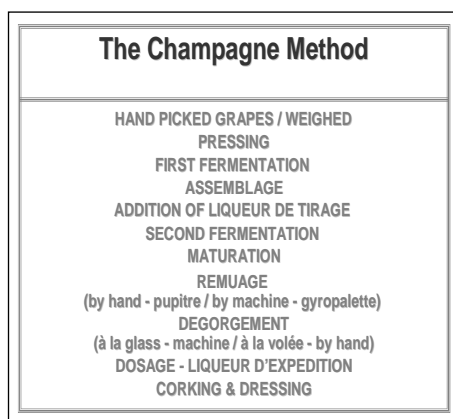 The Champagne Method
HAND PICKED GRAPES / WEIGHED
PRESSING
FIRST FERMENTATION
ASSEMBLAGE
ADDITION OF LIQUEUR DE TIRAGE
SECOND FERMENTATION
MATURATION
REMUAGE
(by hand - pupitre / by machine - gyropalette)
DEGORGEMENT
(à la glass - machine / à la volée - by hand)
DOSAGE - LIQUEUR D'EXPEDITION
CORKING & DRESSING